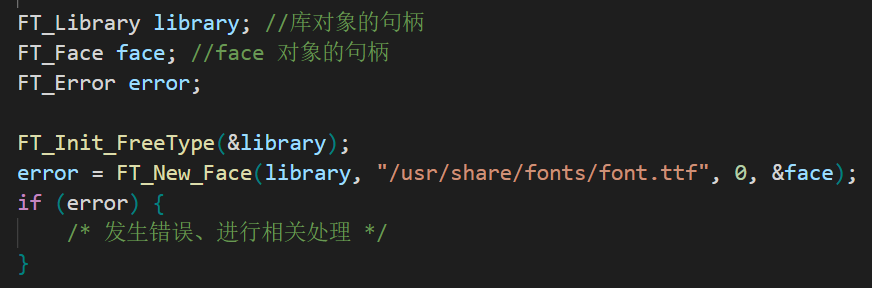 FT_Library library; //库对象的句柄
FT_Face face; //face 对象的句柄
FT_Error error;
FT_Init_FreeType(&library);
error = FT_New_Face(library, "/usr/share/fonts/font.ttf", 0, &face);
if (error) {
/* 发生错误、进行相关处理 */
}